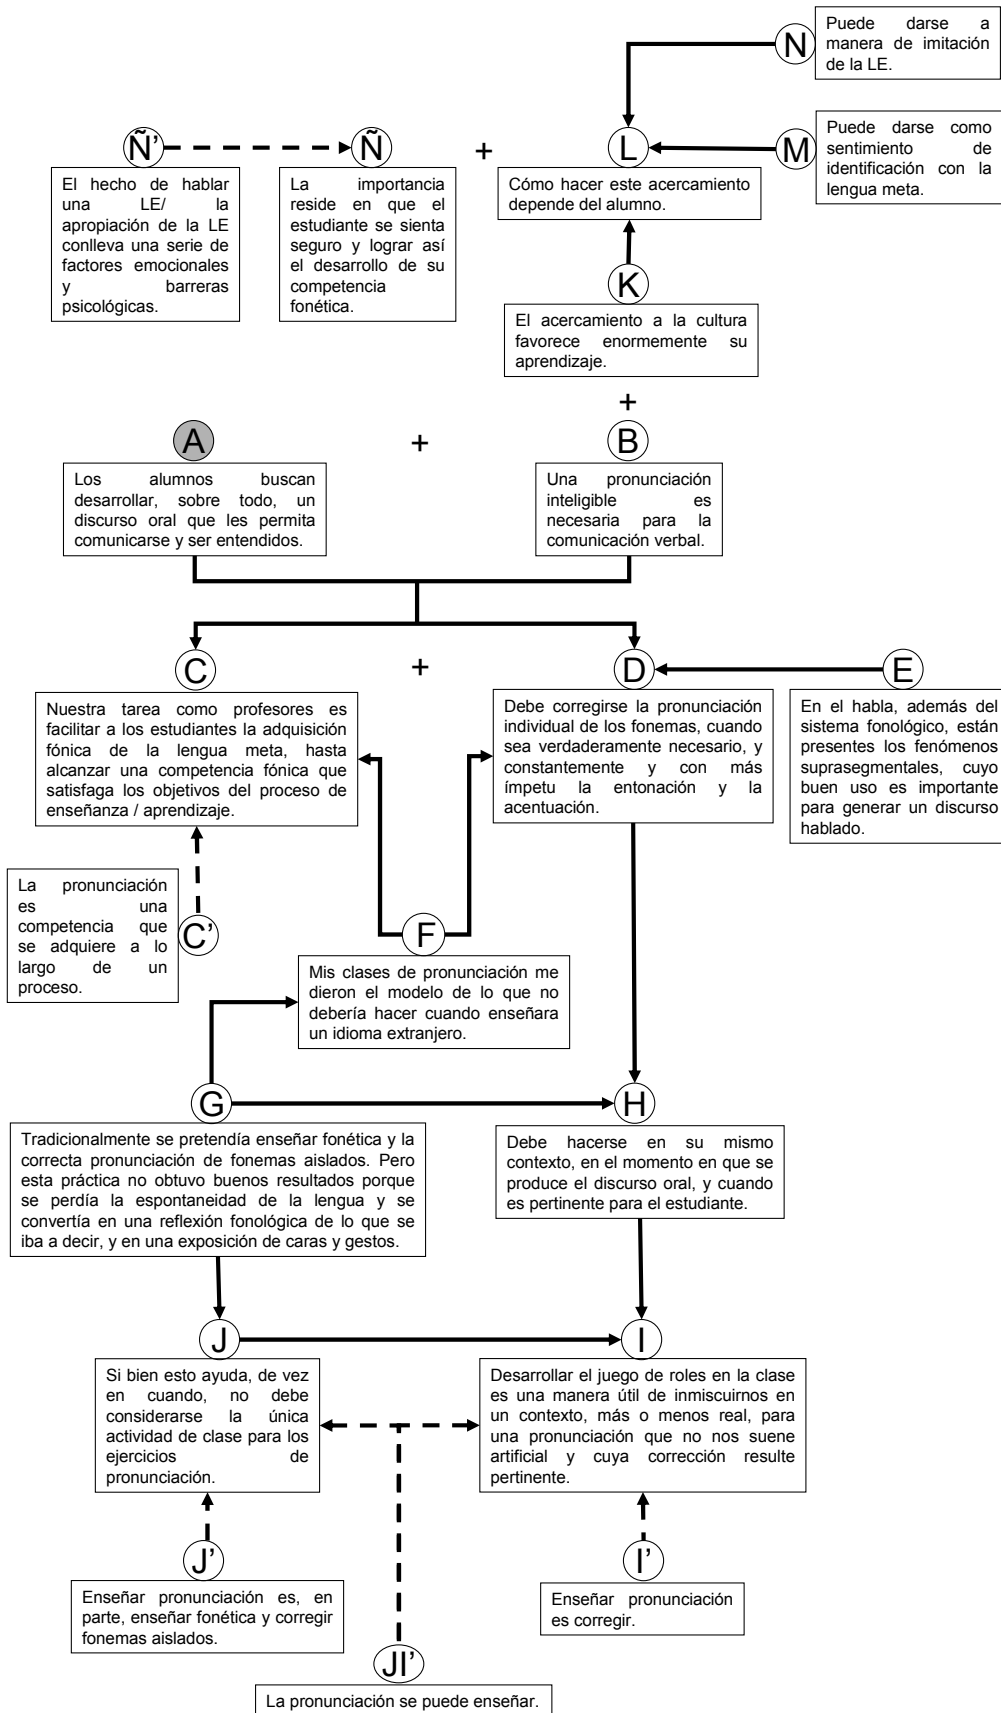 N
Puede darse a
manera de imitación
de la LE.
Ñ'
Ñ
+
L
M
Puede darse como
sentimiento de
identificación con la
lengua meta.
El hecho de hablar
una LE/ la
apropiación de la LE
conlleva una serie de
factores emocionales
y barreras
psicológicas.
La importancia
reside en que el
estudiante se sienta
seguro y lograr así
el desarrollo de su
competencia
fonética.
Cómo hacer este acercamiento
depende del alumno.
K
El acercamiento a la cultura
favorece enormemente su
aprendizaje.
+
A
+
B
Los alumnos buscan
desarrollar, sobre todo, un
discurso oral que les permita
comunicarse y ser entendidos.
Una pronunciación
inteligible es
necesaria para la
comunicación verbal.
C
+
D
E
Nuestra tarea como profesores es
facilitar a los estudiantes la adquisición
fónica de la lengua meta, hasta
alcanzar una competencia fónica que
satisfaga los objetivos del proceso de
enseñanza / aprendizaje.
Debe corregirse la pronunciación
individual de los fonemas, cuando
sea verdaderamente necesario, y
constantemente y con más
ímpetu la entonación y la
acentuación.
En el habla, además del
sistema fonológico, están
presentes los fenómenos
suprasegmentales, cuyo
buen uso es importante
para generar un discurso
hablado.
La pronunciación
es una
competencia que
se adquiere a lo
largo de un
proceso.
C'
F
Mis clases de pronunciación me
dieron el modelo de lo que no
debería hacer cuando enseñara
un idioma extranjero.
G
H
Tradicionalmente se pretendía enseñar fonética y la
correcta pronunciación de fonemas aislados. Pero
esta práctica no obtuvo buenos resultados porque
se perdía la espontaneidad de la lengua y se
convertía en una reflexión fonológica de lo que se
iba a decir, y en una exposición de caras y gestos.
Debe hacerse en su mismo
contexto, en el momento en que se
produce el discurso oral, y cuando
es pertinente para el estudiante.
J
I
Si bien esto ayuda, de vez
en cuando, no debe
considerarse la única
actividad de clase para los
ejercicios de
pronunciación.
Desarrollar el juego de roles en la clase
es una manera útil de inmiscuirnos en
un contexto, más o menos real, para
una pronunciación que no nos suene
artificial y cuya corrección resulte
pertinente.
J'
I'
Enseñar pronunciación es, en
parte, enseñar fonética y corregir
fonemas aislados.
Enseñar pronunciación
es corregir.
JI'
La pronunciación se puede enseñar.